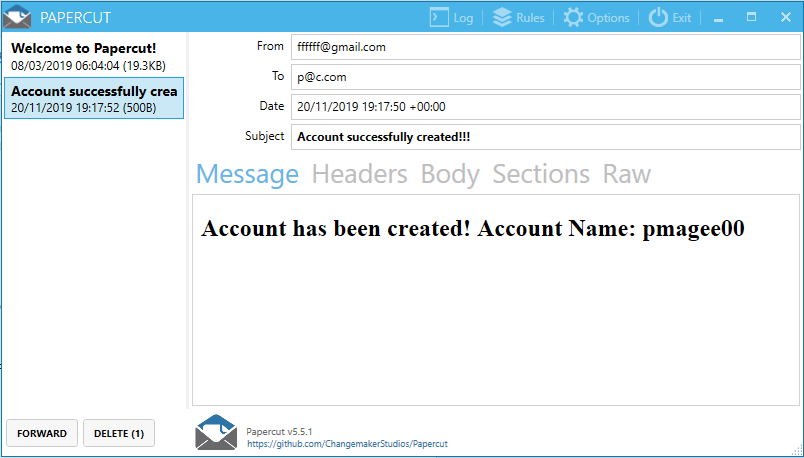 PAPERCUT
Log Rules Options Exit
Welcome to Papercut!
08/03/2019 06:04:04 (19.3KB)
Account successfully crea
20/11/2019 19:17:52 (500B)
From ffffff@gmail.com
To p@c.com
Date 20/11/2019 19:17:50 +00:00
Subject Account successfully created!!!
Message Headers Body Sections Raw
Account has been created! Account Name: pmagee00
FORWARD DELETE (1)
Papercut v5.5.1
https://github.com/ChangemakerStudios/Papercut